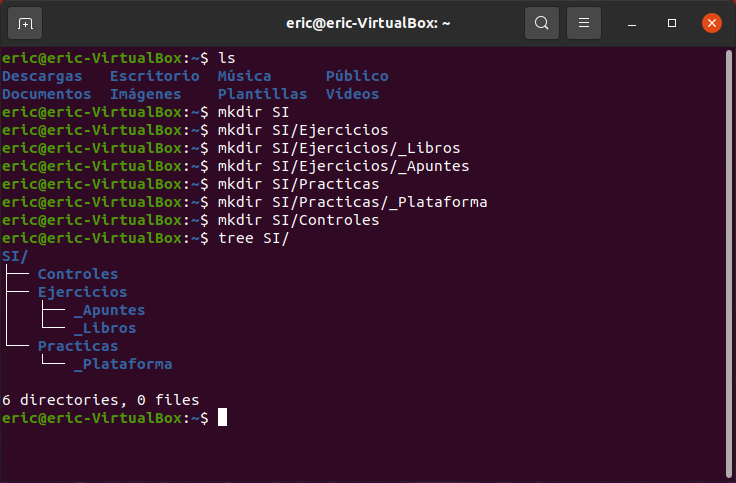 eric@eric-VirtualBox: ~
eric@eric-VirtualBox:~$ ls
Descargas   Escritorio  Música      Público
Documentos  Imágenes    Plantillas  Vídeos
eric@eric-VirtualBox:~$ mkdir SI
eric@eric-VirtualBox:~$ mkdir SI/Ejercicios
eric@eric-VirtualBox:~$ mkdir SI/Ejercicios/_Libros
eric@eric-VirtualBox:~$ mkdir SI/Ejercicios/_Apuntes
eric@eric-VirtualBox:~$ mkdir SI/Practicas
eric@eric-VirtualBox:~$ mkdir SI/Practicas/_Plataforma
eric@eric-VirtualBox:~$ mkdir SI/Controles
eric@eric-VirtualBox:~$ tree SI/
SI/
├── Controles
├── Ejercicios
│   ├── _Apuntes
│   └── _Libros
└── Practicas
    └── _Plataforma
6 directories, 0 files
eric@eric-VirtualBox:~$